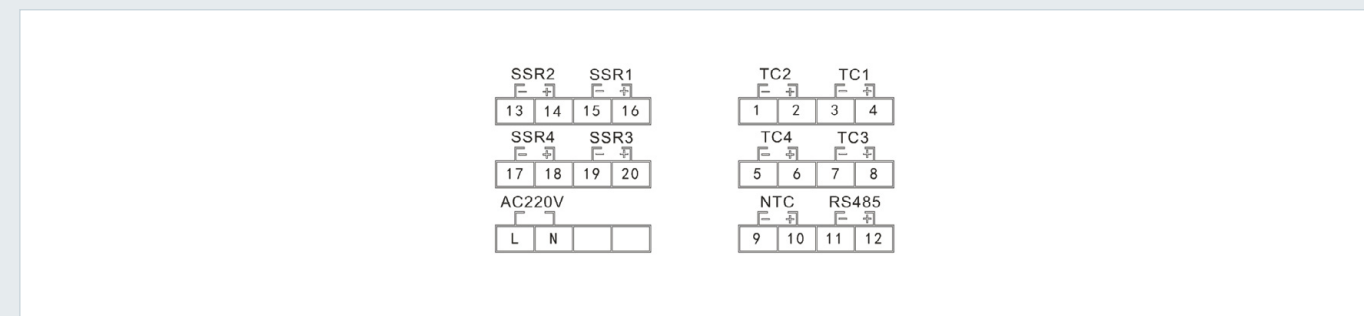 SSR2 SSR1 TC2 TC1
- + - + - + - +
13 14 15 16 1 2 3 4
SSR4 SSR3 TC4 TC3
- + - + - + - +
17 18 19 20 5 6 7 8
AC220V NTC RS485
- + - +
L N 9 10 11 12